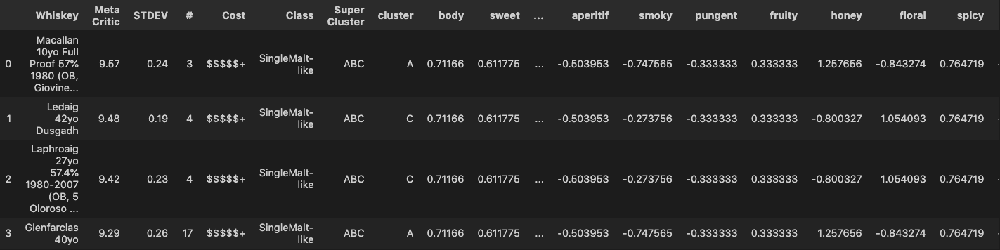 Whiskey Meta Critic STDEV # Cost Class Super Cluster cluster body sweet ... aperitif smoky pungent fruity honey floral spicy
0 Macallan 10yo Full Proof 57% 1980 (OB, Giovine... 9.57 0.24 3 $$$$$+ SingleMalt-like ABC A 0.71166 0.611775 ... -0.503953 -0.747565 -0.333333 0.333333 1.257656 -0.843274 0.764719
1 Ledaig 42yo Dusgadh 9.48 0.19 4 $$$$$+ SingleMalt-like ABC C 0.71166 0.611775 ... -0.503953 -0.273756 -0.333333 0.333333 -0.800327 1.054093 0.764719
2 Laphroaig 27yo 57.4% 1980-2007 (OB, 5 Oloroso ... 9.42 0.23 4 $$$$$+ SingleMalt-like ABC C 0.71166 0.611775 ... -0.503953 -0.273756 -0.333333 0.333333 -0.800327 1.054093 0.764719
3 Glenfarclas 40yo 9.29 0.26 17 $$$$$+ SingleMalt-like ABC A 0.71166 0.611775 ... -0.503953 -0.747565 -0.333333 0.333333 1.257656 -0.843274 0.764719